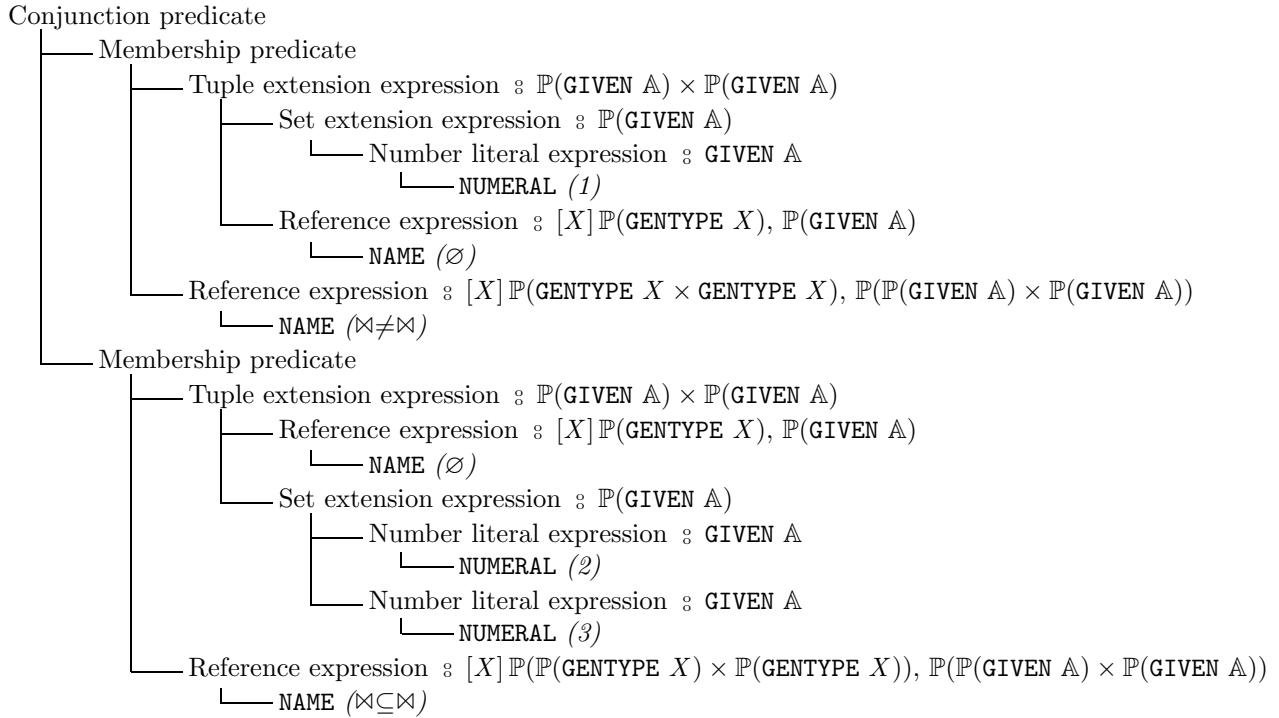 Conjunction predicate
Membership predicate
Tuple extension expression ⦂ ℙ(GIVEN 𝔸) × ℙ(GIVEN 𝔸)
Set extension expression ⦂ ℙ(GIVEN 𝔸)
Number literal expression ⦂ GIVEN 𝔸
NUMERAL (1)
Reference expression ⦂ [X] ℙ(GENTYPE X), ℙ(GIVEN 𝔸)
NAME (∅)
Reference expression ⦂ [X] ℙ(GENTYPE X × GENTYPE X), ℙ(ℙ(GIVEN 𝔸) × ℙ(GIVEN 𝔸))
NAME (⋈≠⋈)
Membership predicate
Tuple extension expression ⦂ ℙ(GIVEN 𝔸) × ℙ(GIVEN 𝔸)
Reference expression ⦂ [X] ℙ(GENTYPE X), ℙ(GIVEN 𝔸)
NAME (∅)
Set extension expression ⦂ ℙ(GIVEN 𝔸)
Number literal expression ⦂ GIVEN 𝔸
NUMERAL (2)
Number literal expression ⦂ GIVEN 𝔸
NUMERAL (3)
Reference expression ⦂ [X] ℙ(ℙ(GENTYPE X) × ℙ(GENTYPE X)), ℙ(ℙ(GIVEN 𝔸) × ℙ(GIVEN 𝔸))
NAME (⋈⊆⋈)